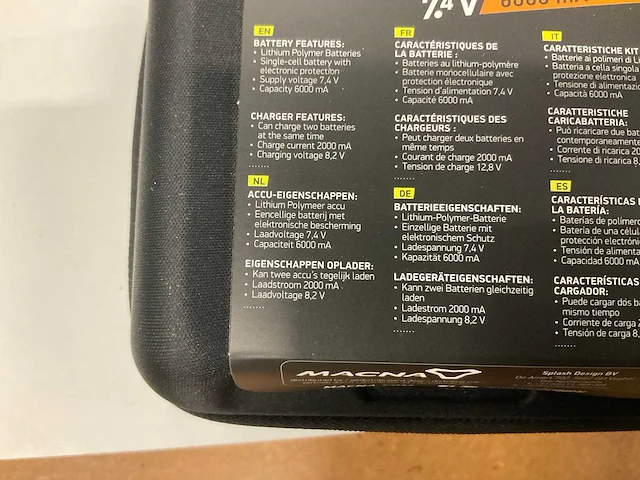 7.4 V
6000 mA
EN
BATTERY FEATURES:
• Lithium Polymer Batteries
• Single-cell battery with
electronic protection
• Supply voltage 7,4 V
• Capacity 6000 mA
CHARGER FEATURES:
• Can charge two batteries
at the same time
• Charge current 2000 mA
• Charging voltage 8,2 V
NL
ACCU-EIGENSCHAPPEN:
• Lithium Polymeer accu
• Eencellige batterij met
elektronische bescherming
• Laadvoltage 7,4 V
• Capaciteit 6000 mA
EIGENSCHAPPEN OPLADER:
• Kan twee accu's tegelijk laden
• Laadstroom 2000 mA
• Laadvoltage 8,2 V
FR
CARACTÉRISTIQUES DE
LA BATTERIE :
• Batteries au lithium-polymère
• Batterie monocellulaire avec
protection électronique
• Tension d'alimentation 7,4 V
• Capacité 6000 mA
CARACTÉRISTIQUES DES
CHARGEURS :
• Peut charger deux batteries en
même temps
• Courant de charge 2000 mA
• Tension de charge 12,8 V
DE
BATTERIEEIGENSCHAFTEN:
• Lithium-Polymer-Batterie
• Einzellige Batterie mit
elektronischem Schutz
• Ladespannung 7,4 V
• Kapazität 6000 mA
LADEGERÄTEIGENSCHAFTEN:
• Kann zwei Batterien gleichzeitig
laden
• Ladestrom 2000 mA
• Ladespannung 8,2 V
IT
CARATTERISTICHE KIT
• Batterie ai polimeri di Li
• Batteria a cella singola
protezione elettronica
• Tensione di alimentazio
• Capacità 6000 mA
CARATTERISTICHE
CARICABATTERIA:
• Può ricaricare due bat
contemporaneamente
• Corrente di ricarica 20
• Tensione di ricarica 8,
ES
CARACTERÍSTICAS
LA BATERÍA:
• Baterías de polímero
• Batería de una célul
protección electróni
• Tensión de alimenta
• Capacidad 6000 mA
CARACTERÍSTICAS
CARGADOR:
• Puede cargar dós ba
mismo tiempo
• Corriente de carga 2
• Tensión de carga 8,
MAGNA
Splash Design BV